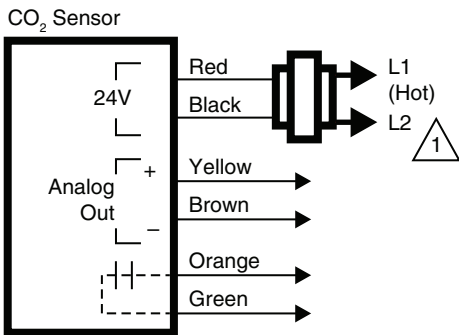 CO2 Sensor
Red
L1
(Hot)
24V
Black
L2
1
Yellow
+
Analog
Out
Brown
–
Orange
Green